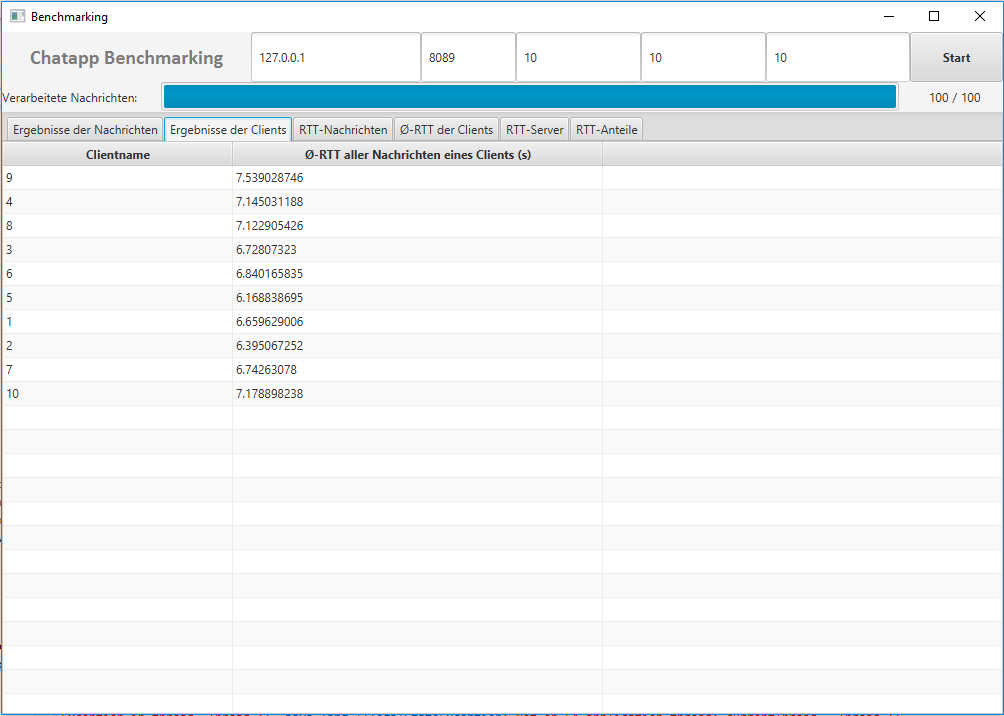 Benchmarking
Chatapp Benchmarking 127.0.0.1 8089 10 10 10 Start
Verarbeitete Nachrichten: 100 / 100
Ergebnisse der Nachrichten Ergebnisse der Clients RTT-Nachrichten Ø-RTT der Clients RTT-Server RTT-Anteile
Clientname Ø-RTT aller Nachrichten eines Clients (s)
9 7.539028746
4 7.145031188
8 7.122905426
3 6.72807323
6 6.840165835
5 6.168838695
1 6.659629006
2 6.395067252
7 6.74263078
10 7.178898238